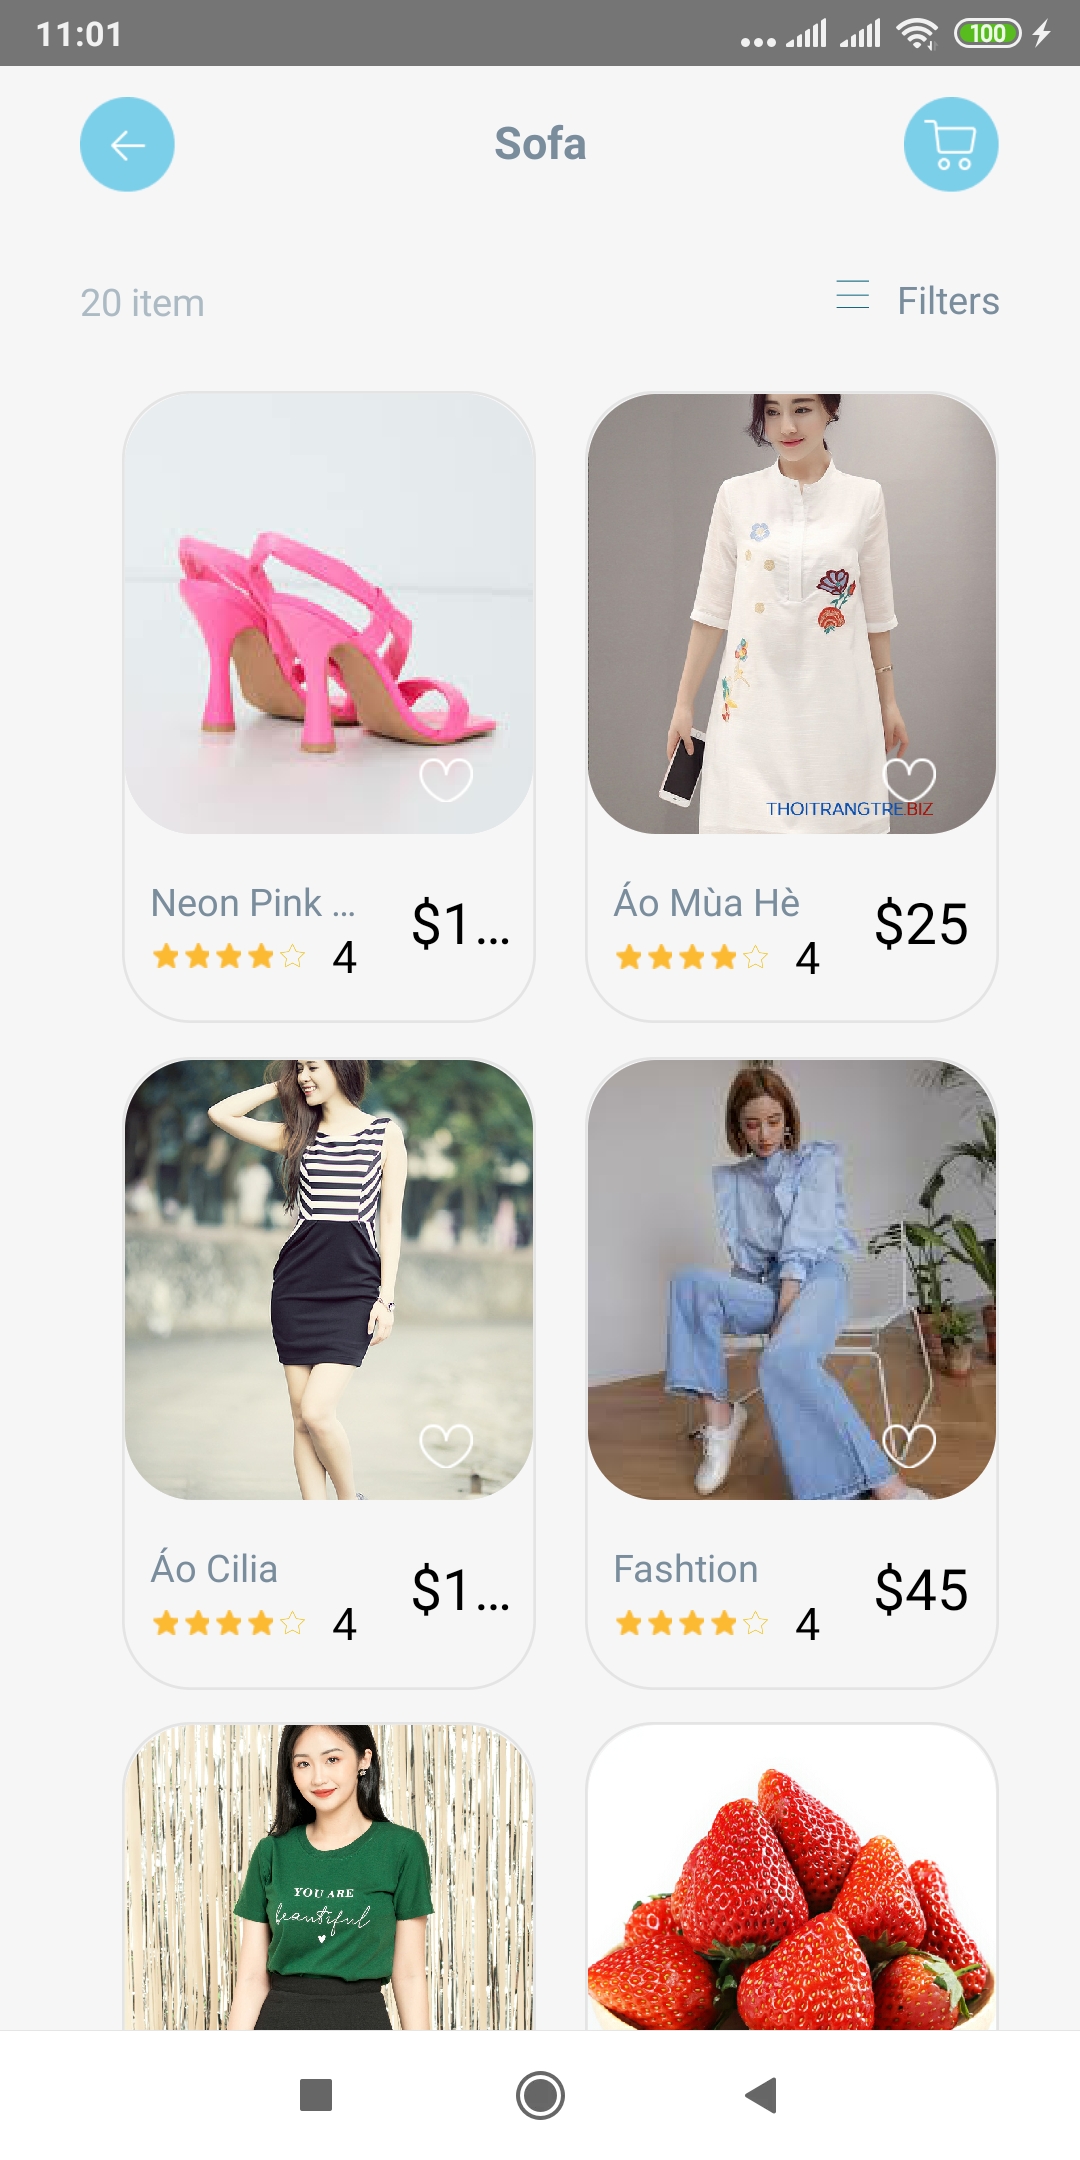 11:01
100
Sofa
20 item
Filters
THOITRANGTRE.BIZ
Neon Pink ...
$1...
4
Áo Mùa Hè
$25
4
Áo Cilia
$1...
4
Fashtion
$45
4
YOU ARE
beautiful